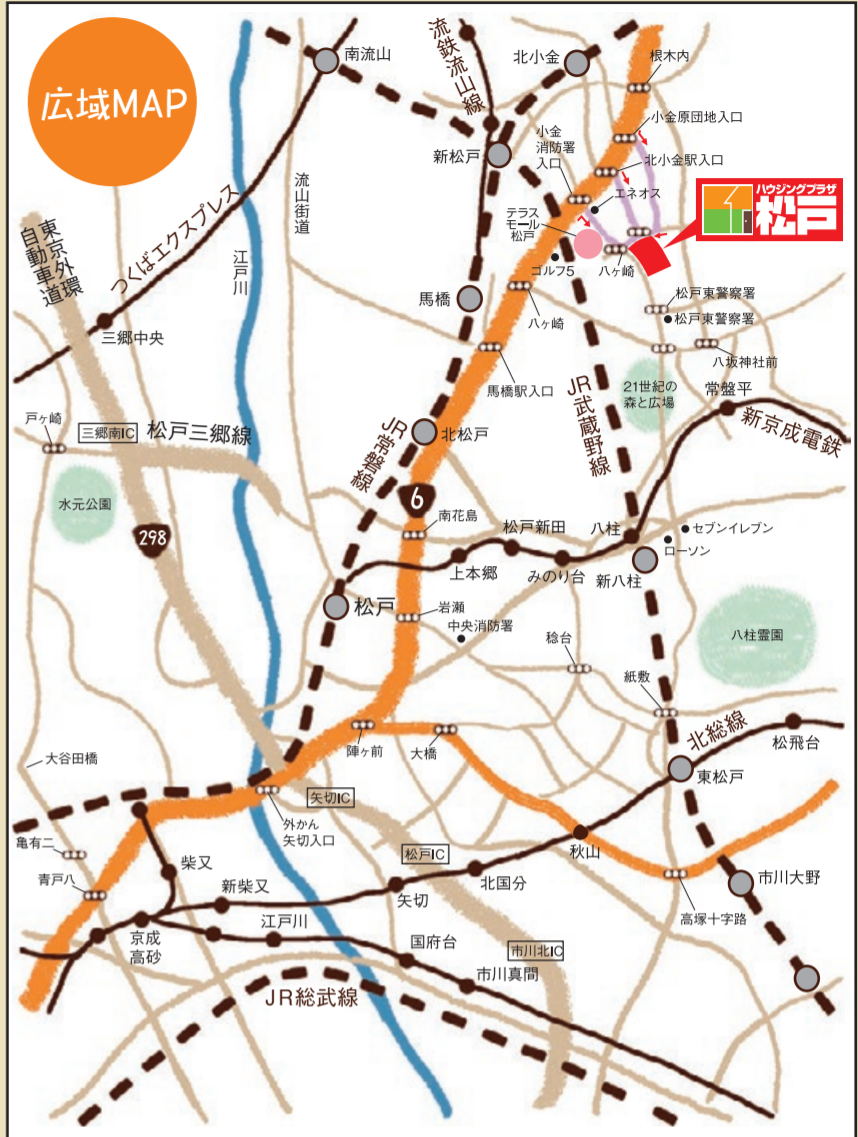 広域MAP
南流山
流鉄流山線
北小金
根木内
小金原団地入口
小金
消防署
入口
新松戸
北小金駅入口
エネオス
ハウジングプラザ
松戸
テラス
モール
松戸
流山街道
つくばエクスプレス
江戸川
東京外環
自動車道
ゴルフ5
八ヶ崎
馬橋
松戸東警察署
松戸東警察署
八ヶ崎
三郷中央
八坂神社前
馬橋駅入口
21世紀の
森と広場
常盤平
JR武蔵野線
新京成電鉄
戸ヶ崎
三郷南IC
松戸三郷線
JR常磐線
北松戸
6
水元公園
298
南花島
松戸新田
八柱
セブンイレブン
ローソン
上本郷
みのり台
新八柱
松戸
岩瀬
中央消防署
稔台
八柱霊園
紙敷
北総線
松飛台
陣ヶ前
大橋
大谷田橋
東松戸
矢切IC
外かん
矢切入口
亀有二
柴又
松戸IC
秋山
青戸八
新柴又
矢切
北国分
市川大野
高塚十字路
京成
高砂
江戸川
国府台
市川北IC
市川真間
JR総武線